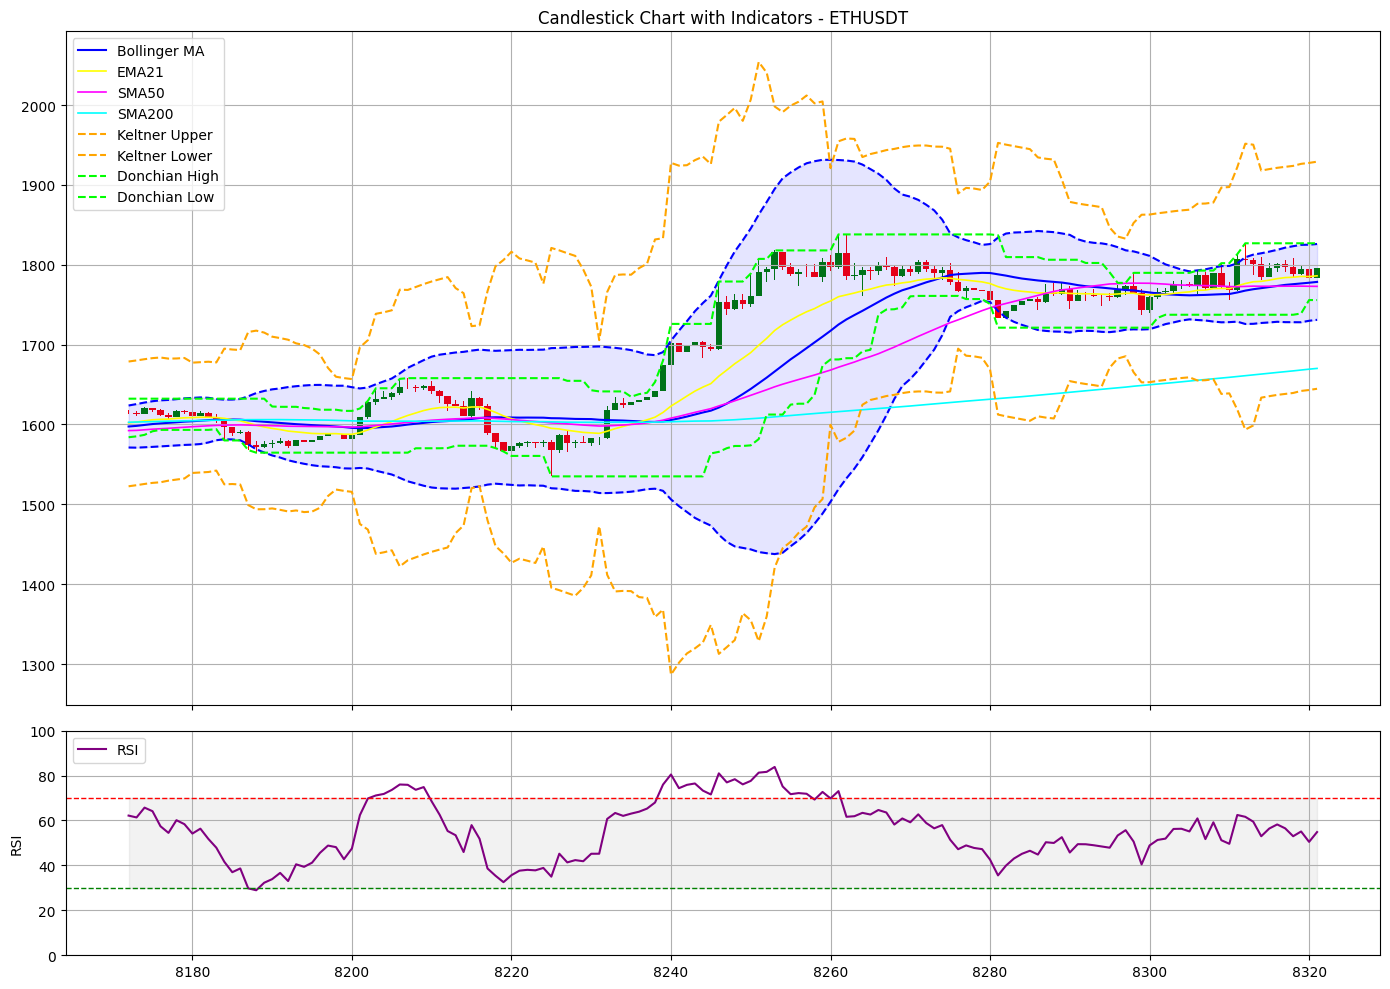 Candlestick Chart with Indicators - ETHUSDT
Bollinger MA
EMA21
SMA50
SMA200
Keltner Upper
Keltner Lower
Donchian High
Donchian Low
2000
1900
1800
1700
1600
1500
1400
1300
RSI
100
80
60
40
20
0
RSI
8180
8200
8220
8240
8260
8280
8300
8320